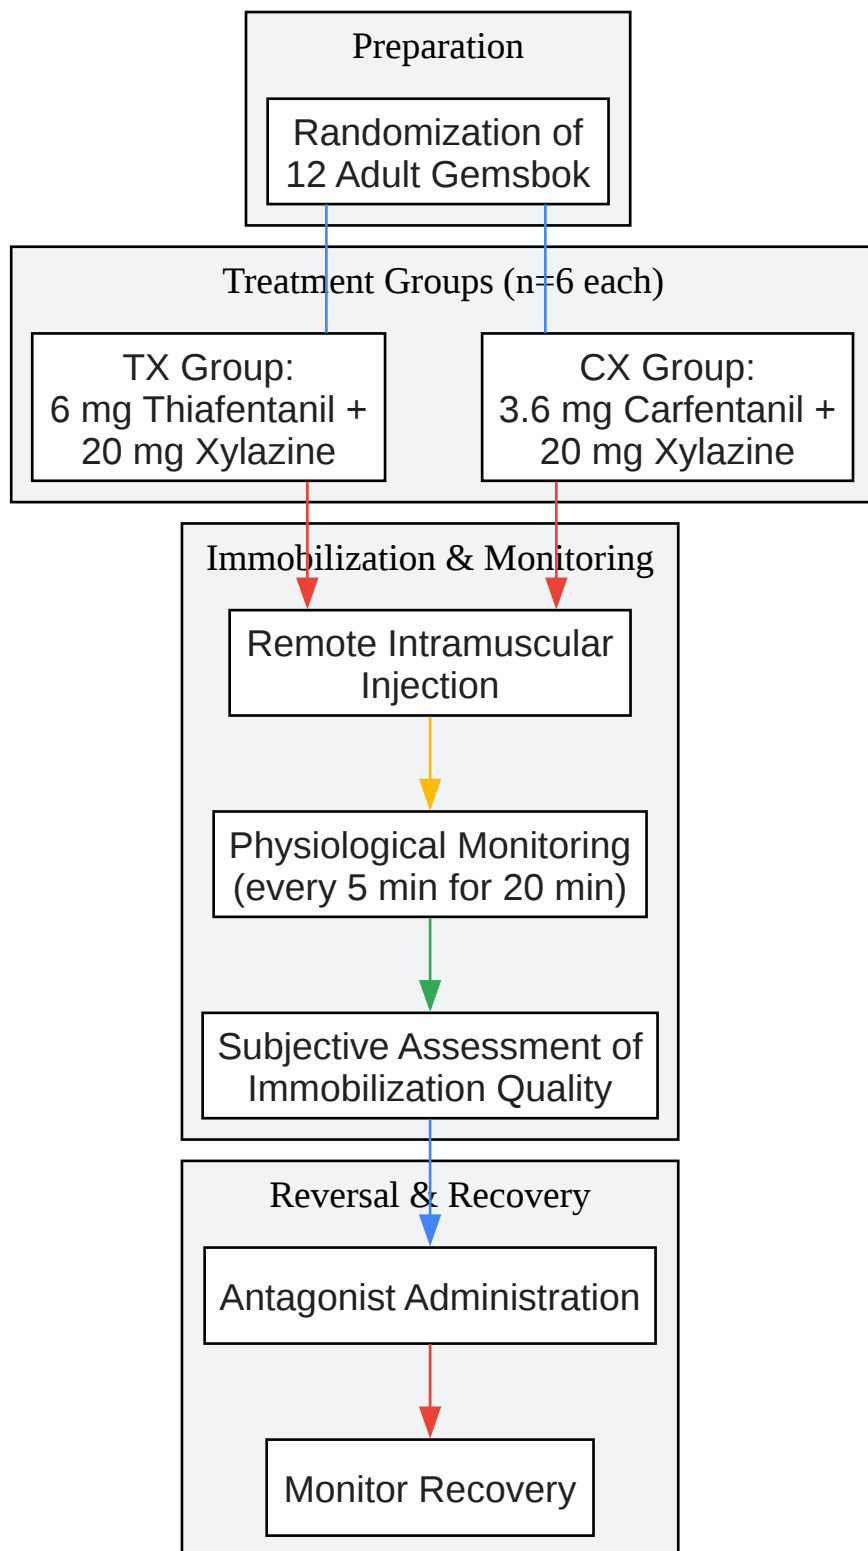 Preparation
Randomization of
12 Adult Gemsbok
Treatment Groups (n=6 each)
TX Group:
6 mg Thiafentanil +
20 mg Xylazine
CX Group:
3.6 mg Carfentanil +
20 mg Xylazine
Immobilization & Monitoring
Remote Intramuscular
Injection
Physiological Monitoring
(every 5 min for 20 min)
Subjective Assessment of
Immobilization Quality
Reversal & Recovery
Antagonist Administration
Monitor Recovery